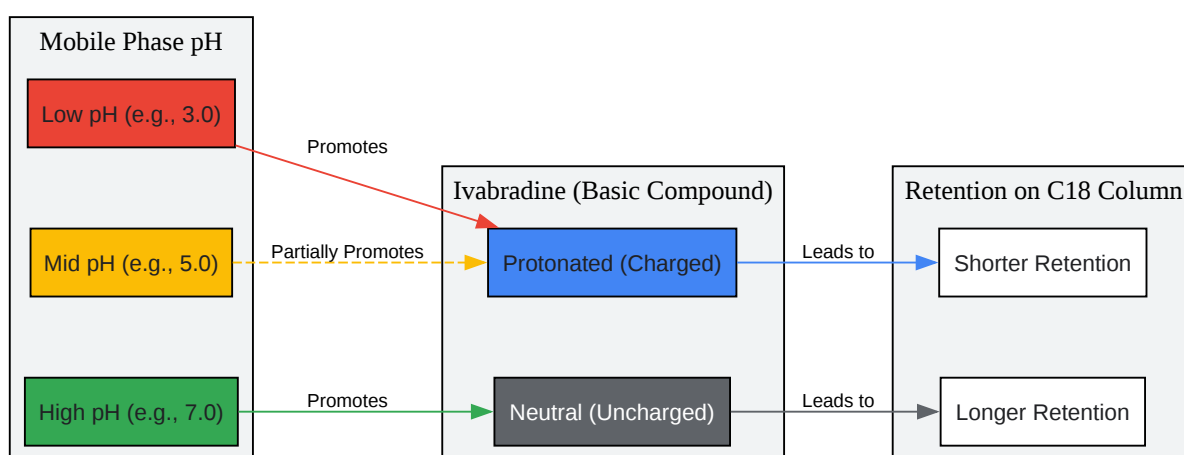 Mobile Phase pH
Low pH (e.g., 3.0)
Promotes
Ivabradine (Basic Compound)
Retention on C18 Column
Mid pH (e.g., 5.0)
Partially Promotes
Protonated (Charged)
Leads to
Shorter Retention
High pH (e.g., 7.0)
Promotes
Neutral (Uncharged)
Leads to
Longer Retention